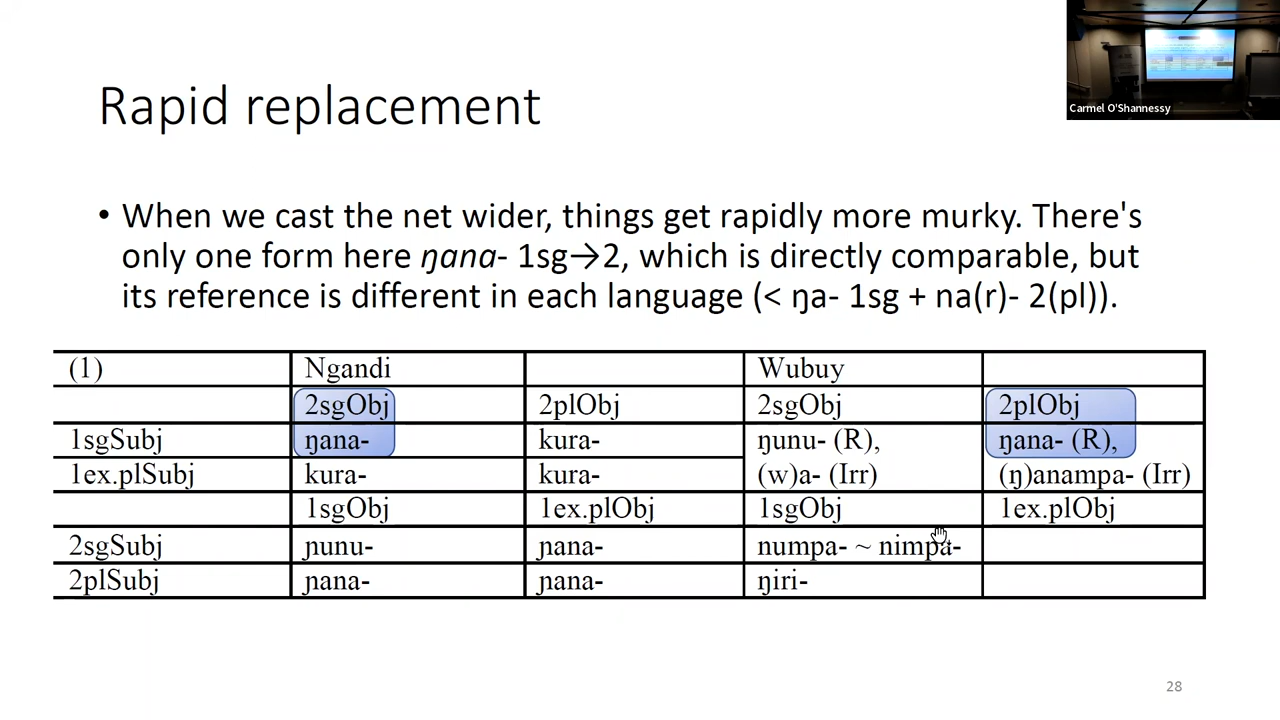 Carmel O'Shannessy
Rapid replacement
• When we cast the net wider, things get rapidly more murky. There's
only one form here ŋana- 1sg→2, which is directly comparable, but
its reference is different in each language (< ŋa- 1sg + na(r)- 2(pl)).
(1) Ngandi Wubuy
2sgObj 2plObj 2sgObj 2plObj
1sgSubj ŋana- kura- ŋunu- (R), ŋana- (R),
1ex.plSubj kura- kura- (w)a- (Irr) (ŋ)anampa- (Irr)
1sgObj 1ex.plObj 1sgObj 1ex.plObj
2sgSubj ɲunu- ɲana- numpa- ~ nimpa-
2plSubj ɲana- ɲana- ŋiri-
28